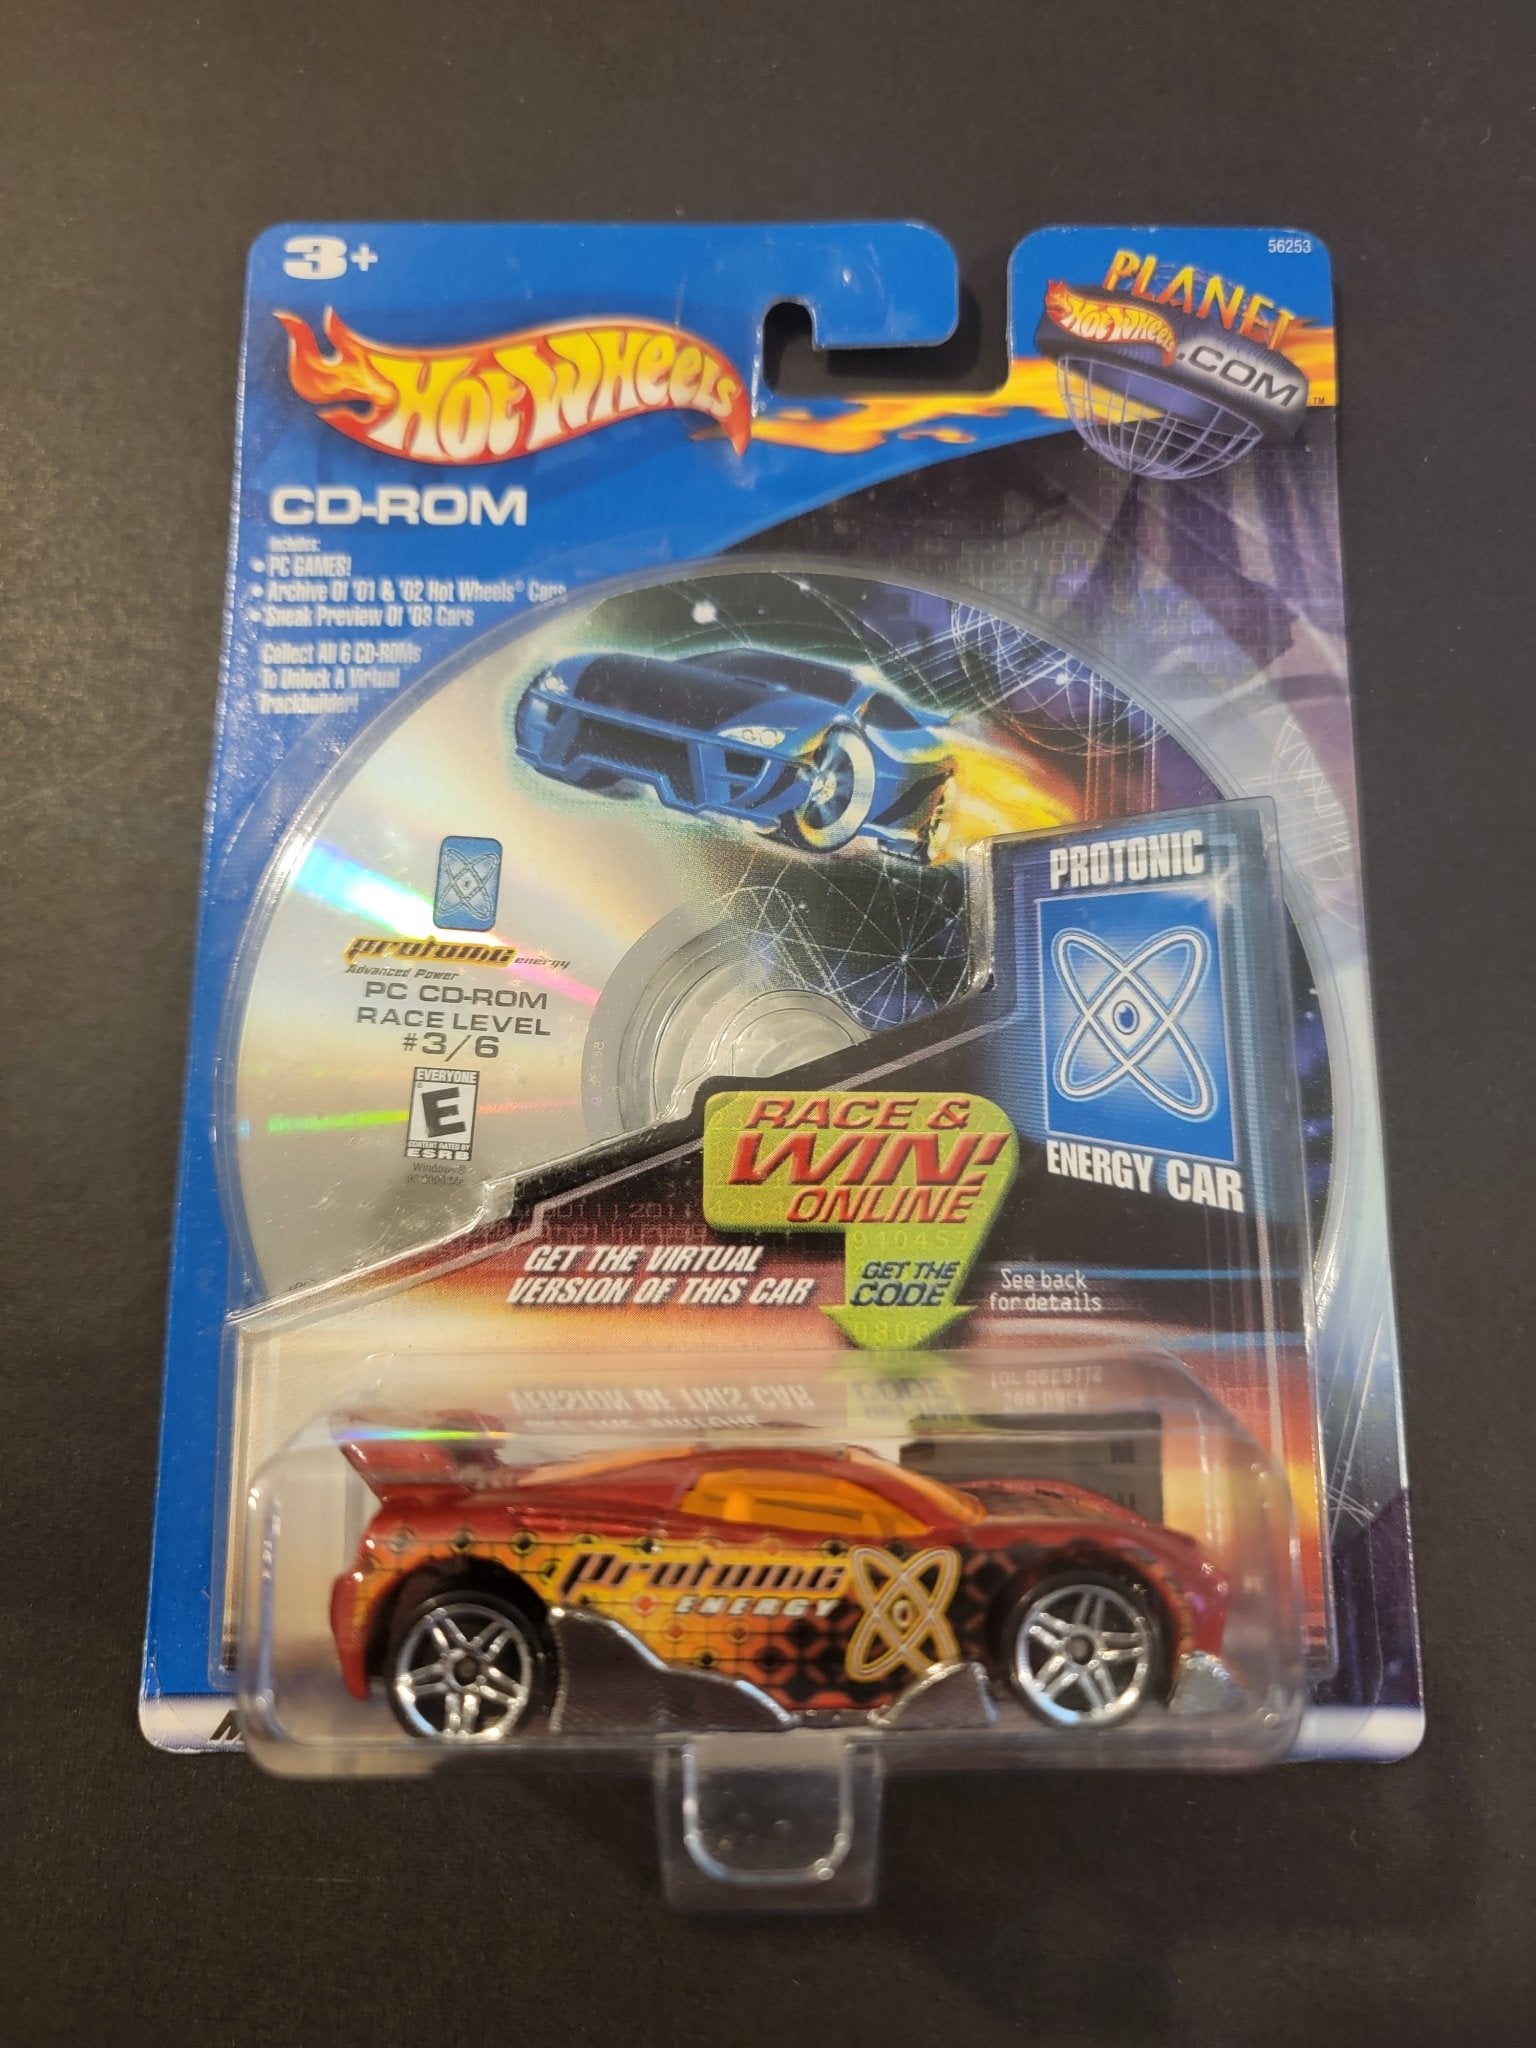 3+
56253
HOT WHEELS
PLANET
HOT WHEELS
.COM
TM
CD-ROM
Includes:
• PC GAMES!
• Archive Of '01 & '02 Hot Wheels® Cars
• Sneak Preview Of '03 Cars
Collect All 6 CD-ROMs
To Unlock A Virtual
Trackbuilder!
PROTONIC
ENERGY CAR
Protonic energy
Advanced Power
PC CD-ROM
RACE LEVEL
#3/6
EVERYONE
E
CONTENT RATED BY
ESRB
Windows®
RACE &
WIN!
ONLINE
GET THE VIRTUAL
VERSION OF THIS CAR
GET THE
CODE
See back
for details
Protonic
ENERGY